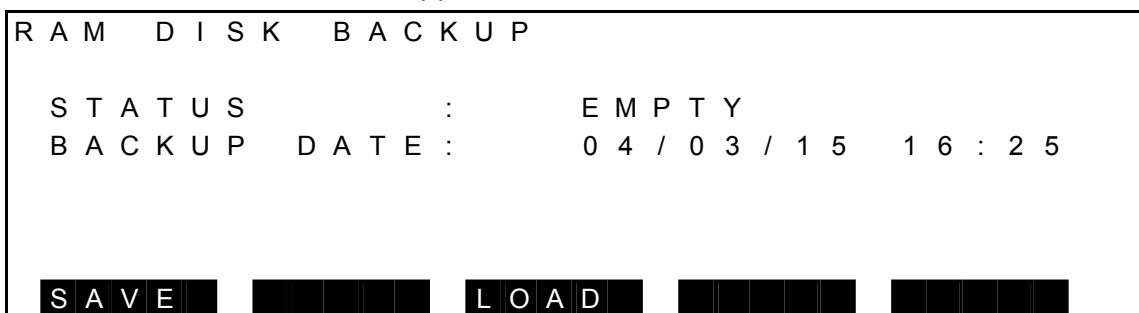 RAM DISK BACKUP
STATUS : EMPTY
BACKUP DATE: 04/03/15 16:25
SAVE LOAD